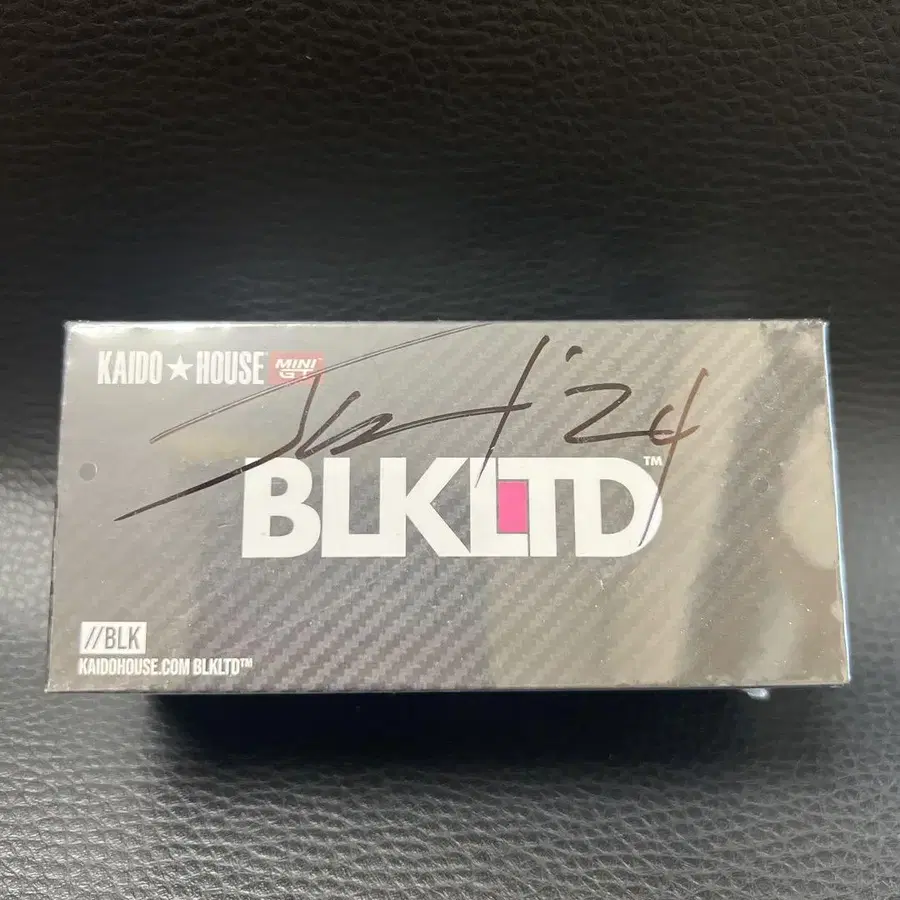 KAIDO★HOUSE MINI GT
BLKLTD™
//BLK
KAIDOHOUSE.COM BLKLTD™